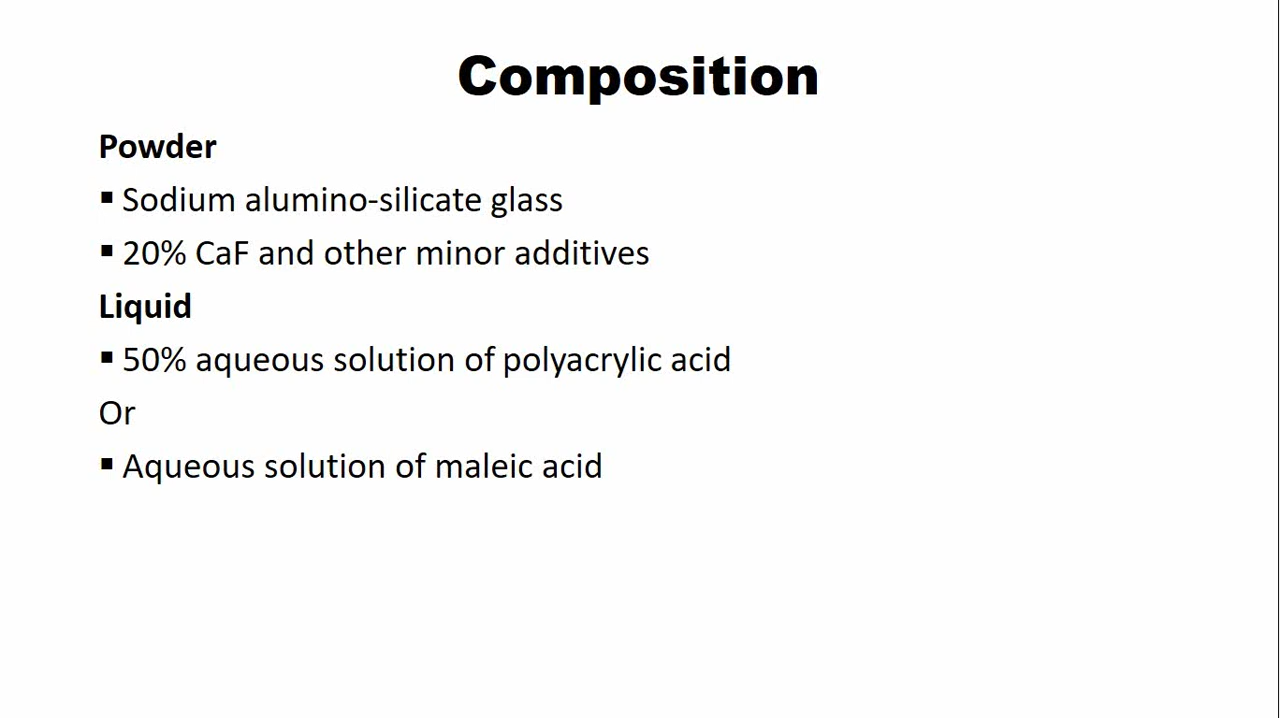 Composition
Powder
▪ Sodium alumino-silicate glass
▪ 20% CaF and other minor additives
Liquid
▪ 50% aqueous solution of polyacrylic acid
Or
▪ Aqueous solution of maleic acid